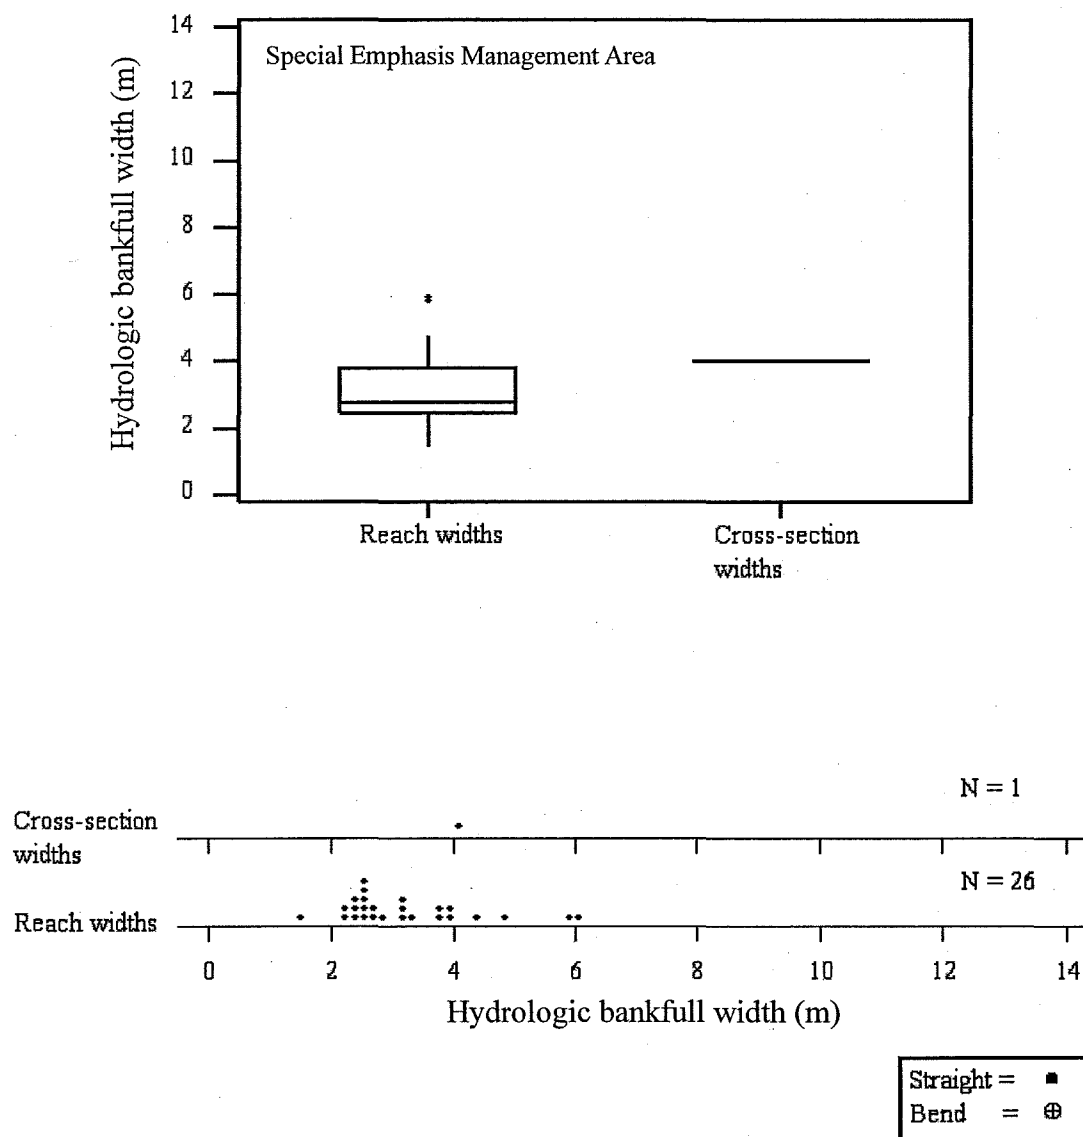 14
Special Emphasis Management Area
12
10
8
6
4
2
0
Hydrologic bankfull width (m)
Reach widths
Cross-section
widths
N = 1
Cross-section
widths
N = 26
Reach widths
0 2 4 6 8 10 12 14
Hydrologic bankfull width (m)
Straight = ■
Bend = ⊕